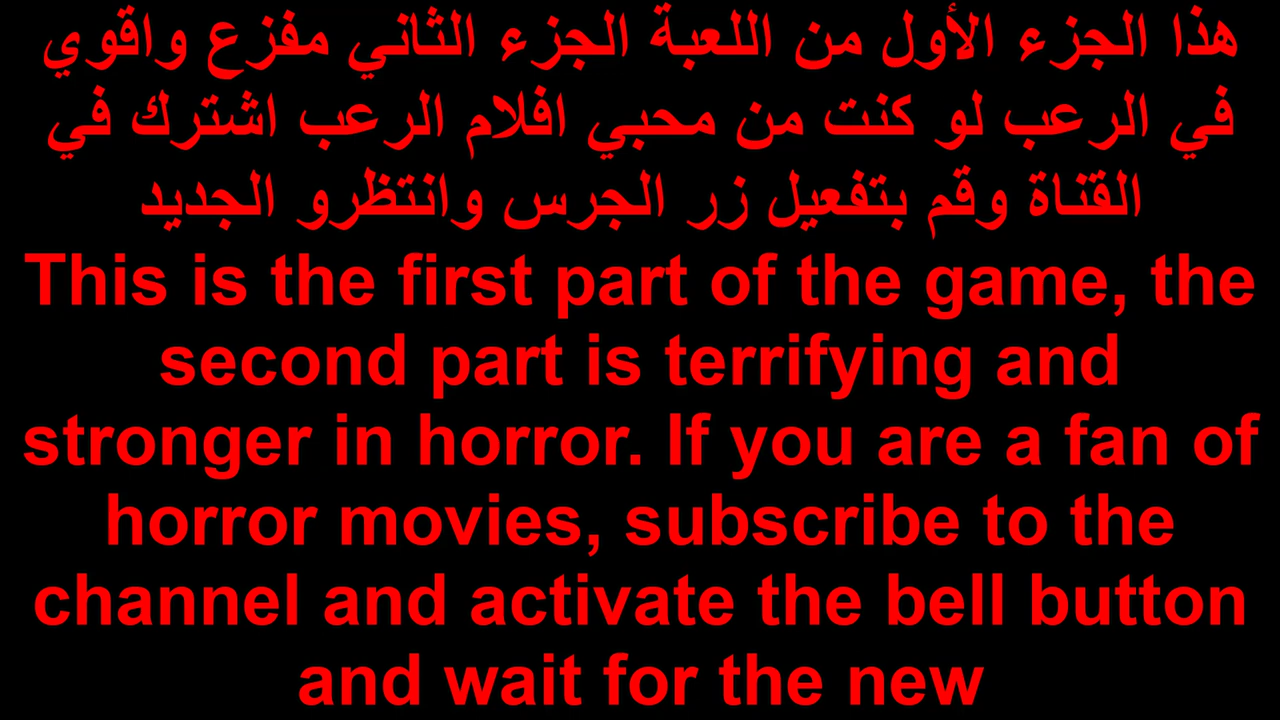 هذا الجزء الأول من اللعبة الجزء الثاني مفزع واقوي
في الرعب لو كنت من محبي افلام الرعب اشترك في
القناة وقم بتفعيل زر الجرس وانتظرو الجديد
This is the first part of the game, the
second part is terrifying and
stronger in horror. If you are a fan of
horror movies, subscribe to the
channel and activate the bell button
and wait for the new